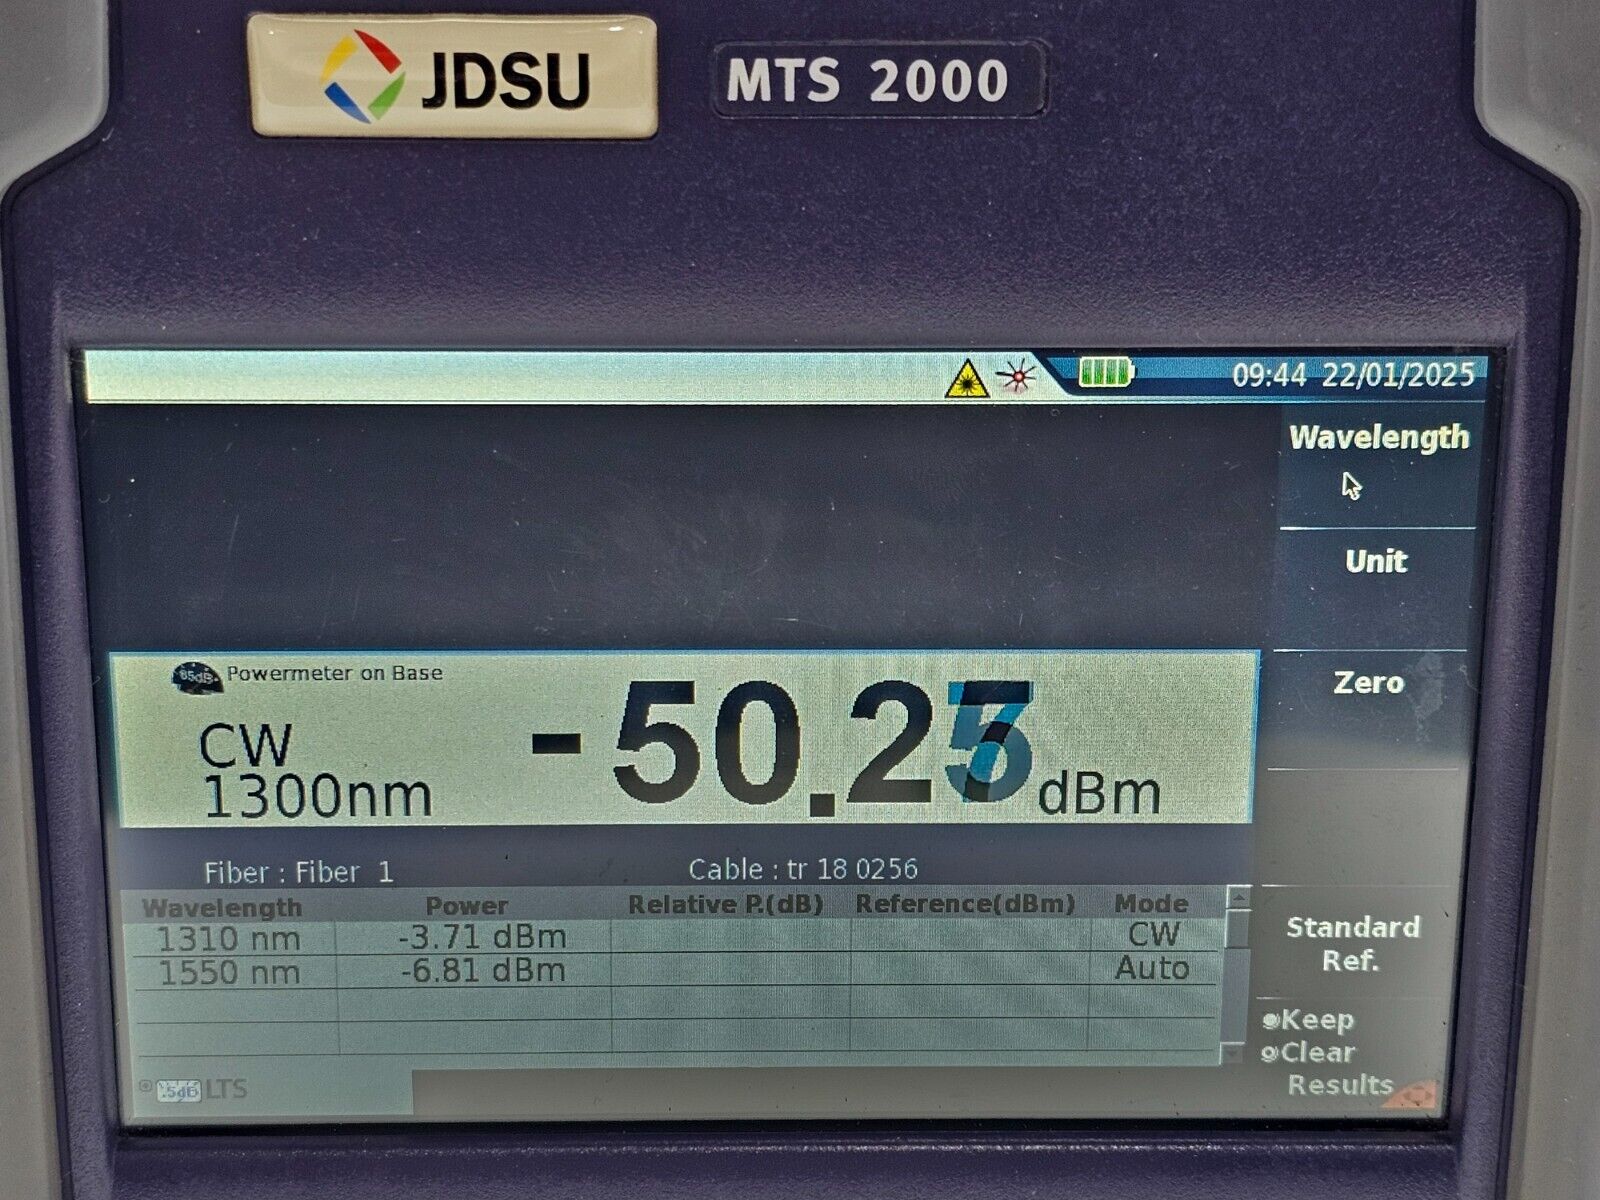 JDSU
MTS 2000
09:44 22/01/2025
Wavelength
Unit
Zero
Powermeter on Base
CW
1300nm
dBm
Fiber : Fiber 1
Cable : tr 18 0256
Wavelength Power Relative P.(dB) Reference(dBm) Mode
1310 nm -3.71 dBm CW
1550 nm -6.81 dBm Auto
Standard
Ref.
Keep
Clear
Results
LTS